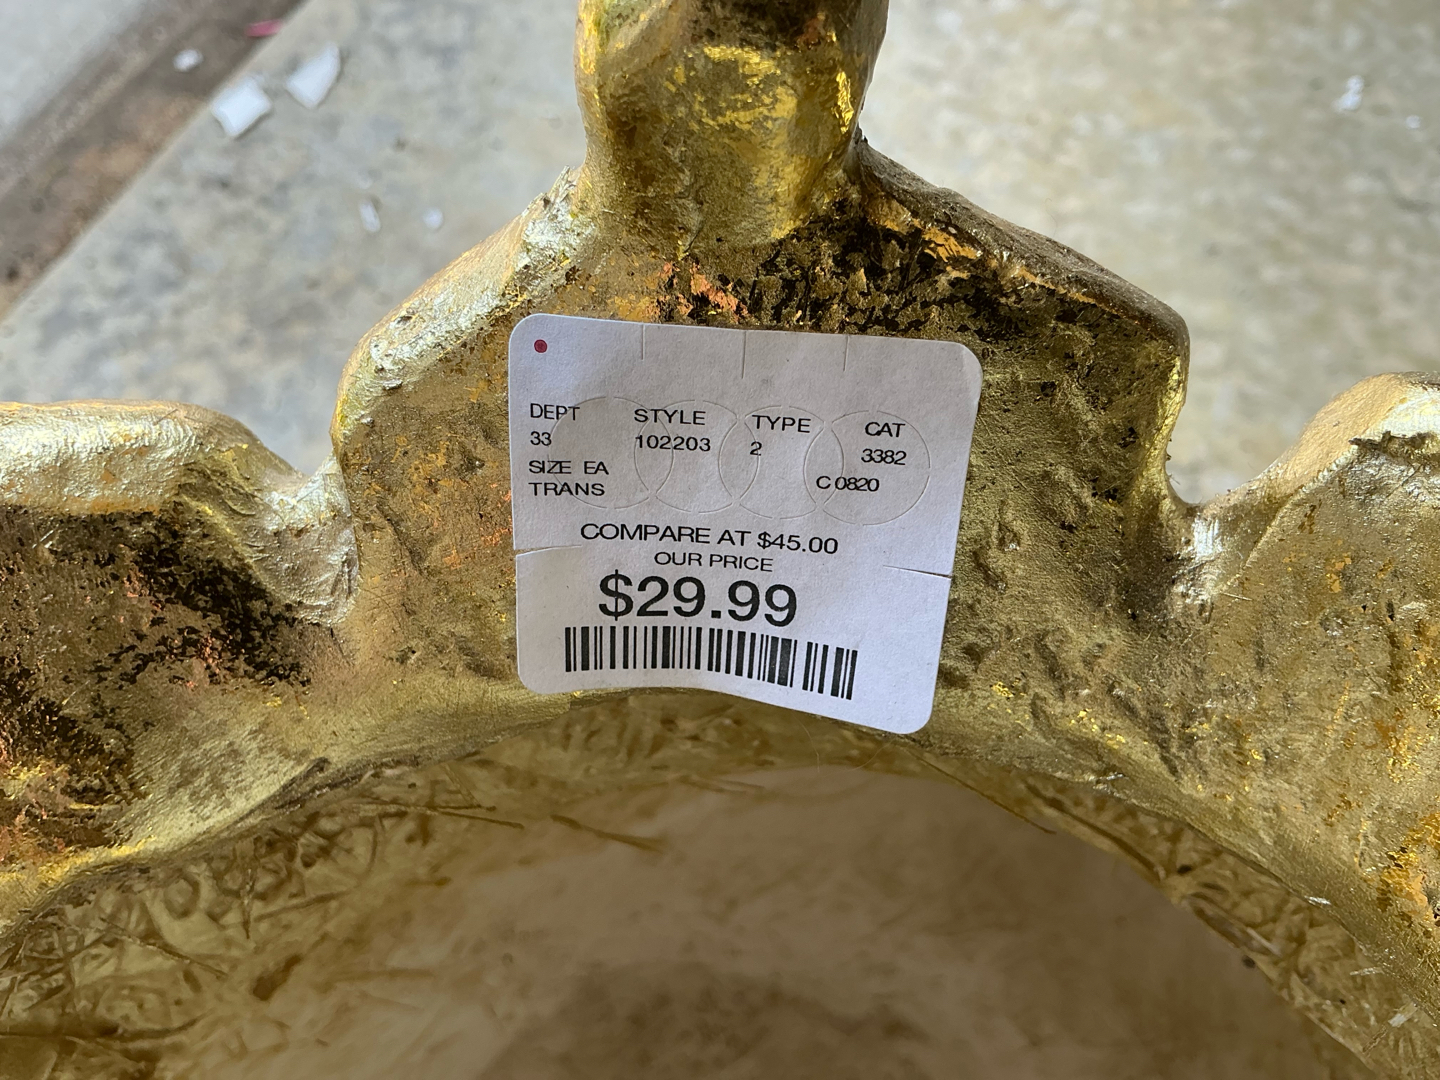 DEPT STYLE TYPE CAT
33 102203 2 3382
SIZE EA
TRANS C 0820
COMPARE AT $45.00
OUR PRICE
$29.99